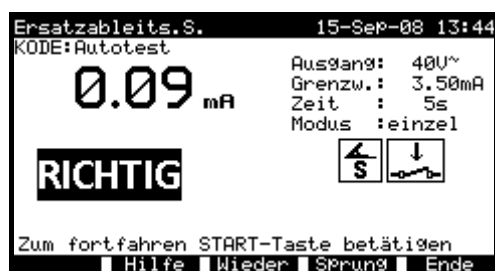 Ersatzableits.S. 15-Sep-08 13:44
KODE:Autotest
Ausgang: 40V~
0.09 mA
Grenzw.: 3.50mA
Zeit : 5s
Modus :einzel
RICHTIG
S
Zum fortfahren START-Taste betätigen
Hilfe Wieder Sprung Ende